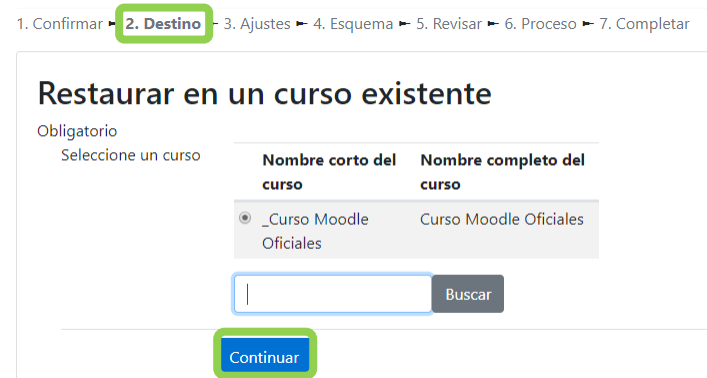 1. Confirmar ► 2. Destino ► 3. Ajustes ► 4. Esquema ► 5. Revisar ► 6. Proceso ► 7. Completar
Restaurar en un curso existente
Obligatorio
Seleccione un curso
Nombre corto del curso
Nombre completo del curso
_Curso Moodle Oficiales
Curso Moodle Oficiales
Buscar
Continuar